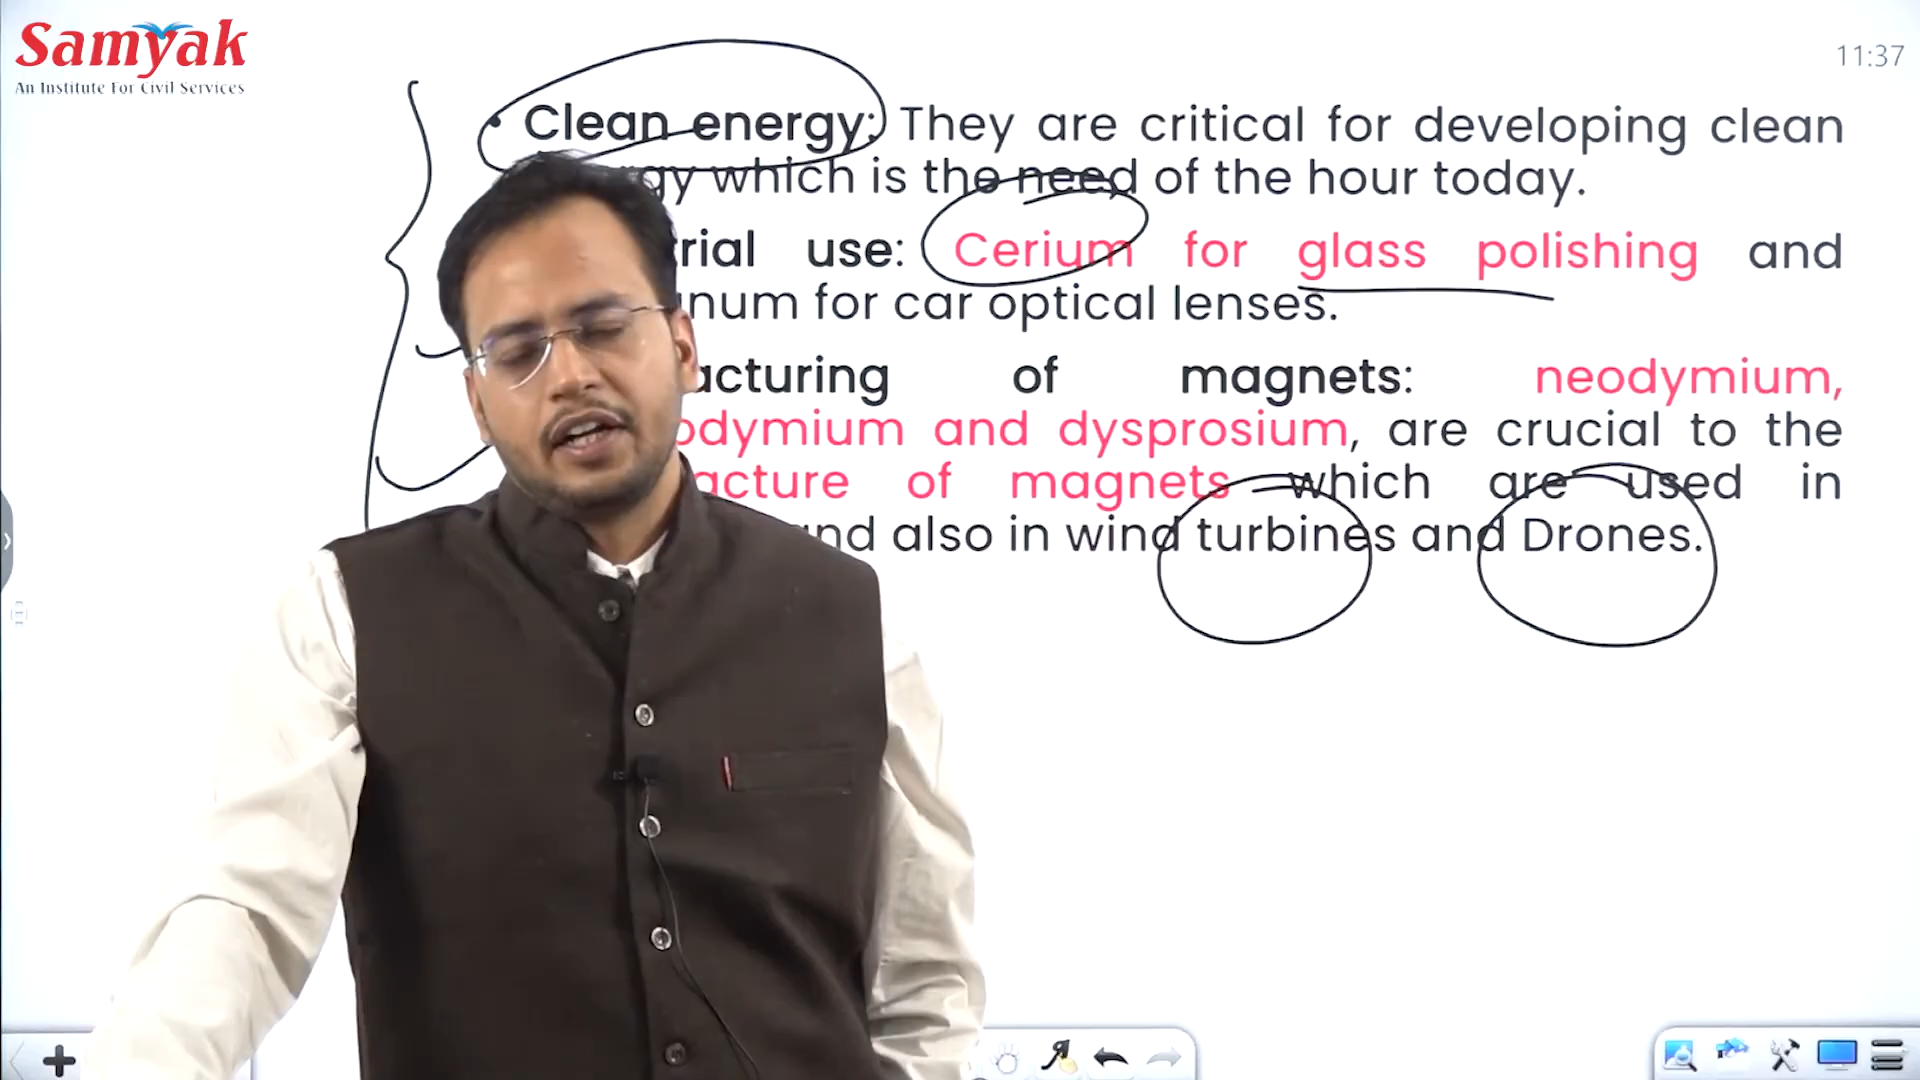 Samyak
An Institute For Civil Services
11:37
• Clean energy: They are critical for developing clean
gy which is the need of the hour today.
trial use: Cerium for glass polishing and
num for car optical lenses.
acturing of magnets: neodymium,
odymium and dysprosium, are crucial to the
acture of magnets which are used in
nd also in wind turbines and Drones.